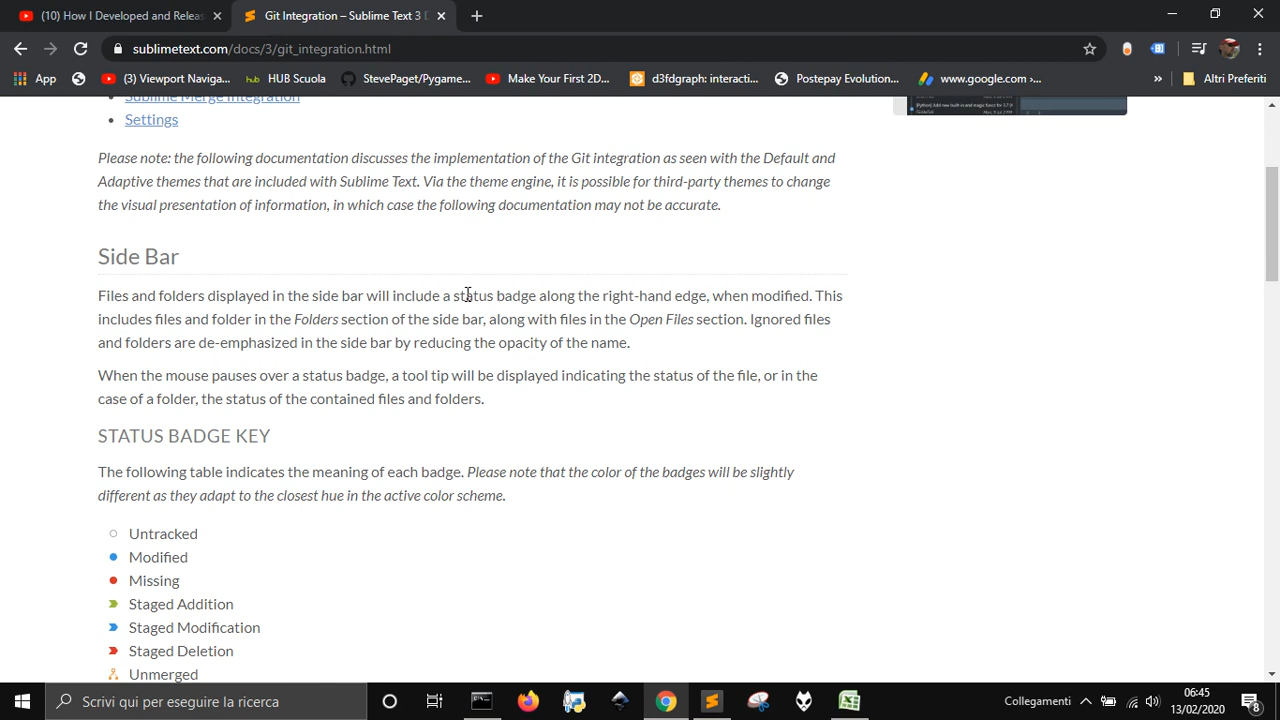 (10) How I Developed and Releas
Git Integration – Sublime Text 3 D
sublimetext.com/docs/3/git_integration.html
App
(3) Viewport Naviga...
HUB Scuola
StevePaget/Pygame...
Make Your First 2D...
d3fdgraph: interacti...
Postepay Evolution...
www.google.com ›...
»
Altri Preferiti
Sublime Merge Integration
• Settings
Please note: the following documentation discusses the implementation of the Git integration as seen with the Default and
Adaptive themes that are included with Sublime Text. Via the theme engine, it is possible for third-party themes to change
the visual presentation of information, in which case the following documentation may not be accurate.
Side Bar
Files and folders displayed in the side bar will include a status badge along the right-hand edge, when modified. This
includes files and folder in the Folders section of the side bar, along with files in the Open Files section. Ignored files
and folders are de-emphasized in the side bar by reducing the opacity of the name.
When the mouse pauses over a status badge, a tool tip will be displayed indicating the status of the file, or in the
case of a folder, the status of the contained files and folders.
STATUS BADGE KEY
The following table indicates the meaning of each badge. Please note that the color of the badges will be slightly
different as they adapt to the closest hue in the active color scheme.
Untracked
Modified
Missing
Staged Addition
Staged Modification
Staged Deletion
Unmerged
Scrivi qui per eseguire la ricerca
Collegamenti
06:45
13/02/2020
8